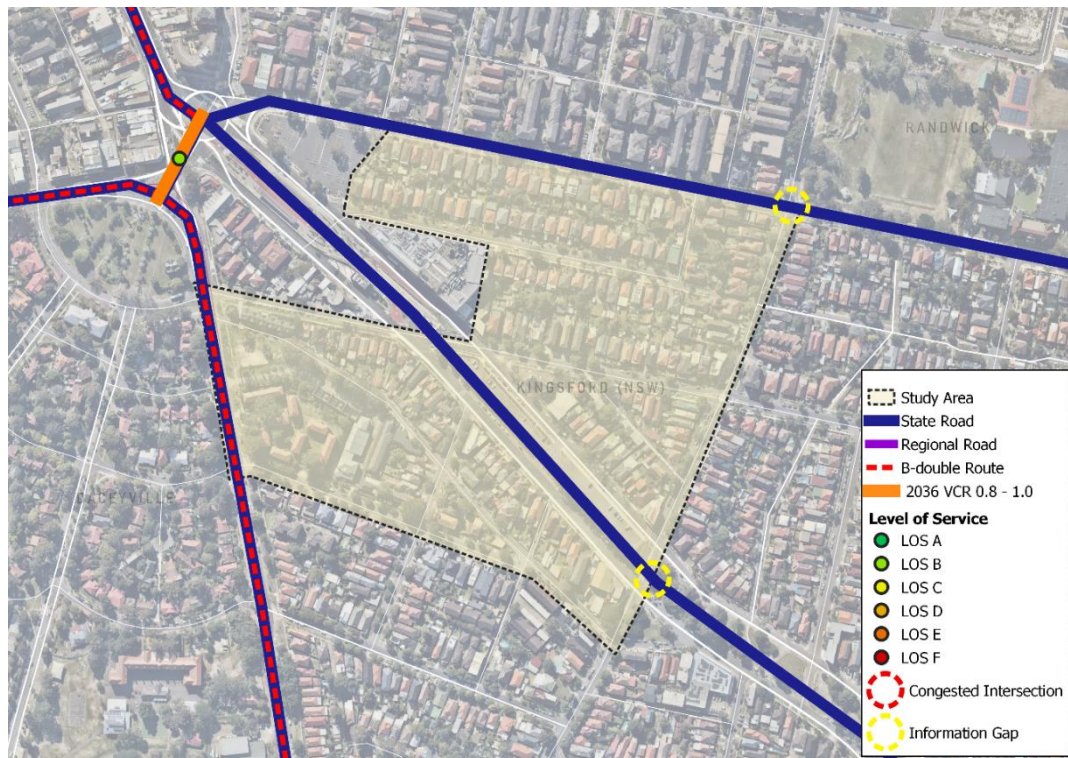 RANDWICK
KINGSFORD (NSW)
DACEYVILLE
Study Area
State Road
Regional Road
B-double Route
2036 VCR 0.8 - 1.0
Level of Service
LOS A
LOS B
LOS C
LOS D
LOS E
LOS F
Congested Intersection
Information Gap